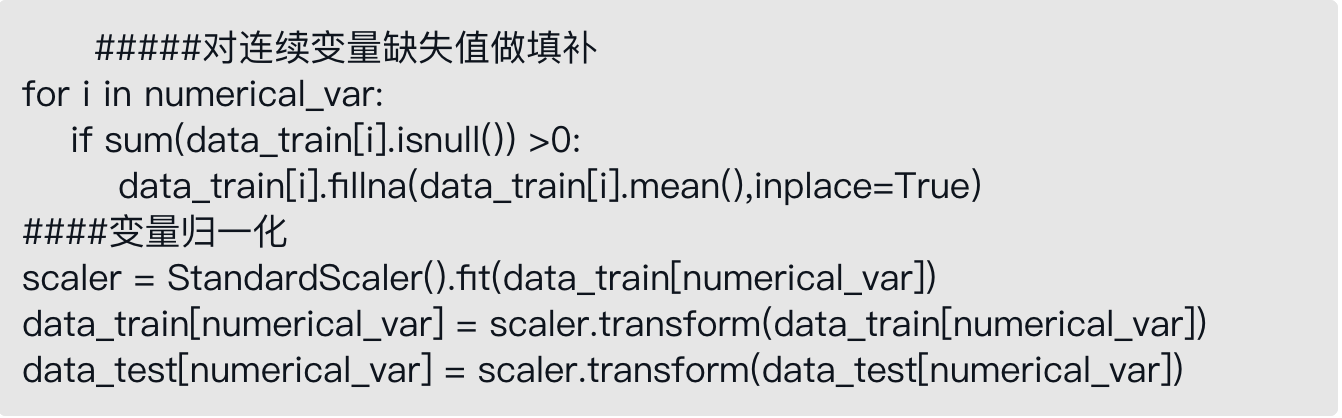 #####对连续变量缺失值做填补
for i in numerical_var:
if sum(data_train[i].isnull()) >0:
data_train[i].fillna(data_train[i].mean(),inplace=True)
####变量归一化
scaler = StandardScaler().fit(data_train[numerical_var])
data_train[numerical_var] = scaler.transform(data_train[numerical_var])
data_test[numerical_var] = scaler.transform(data_test[numerical_var])